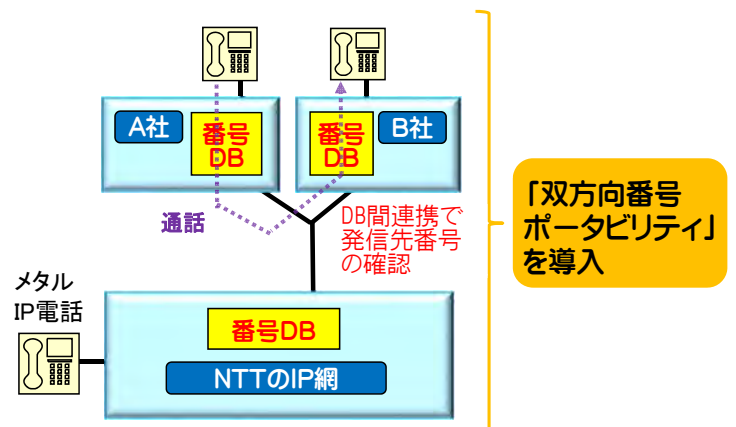 A社
番号
DB
番号
DB
B社
通話
DB間連携で
発信先番号
の確認
「双方向番号
ポータビリティ」
を導入
メタル
IP電話
番号DB
NTTのIP網